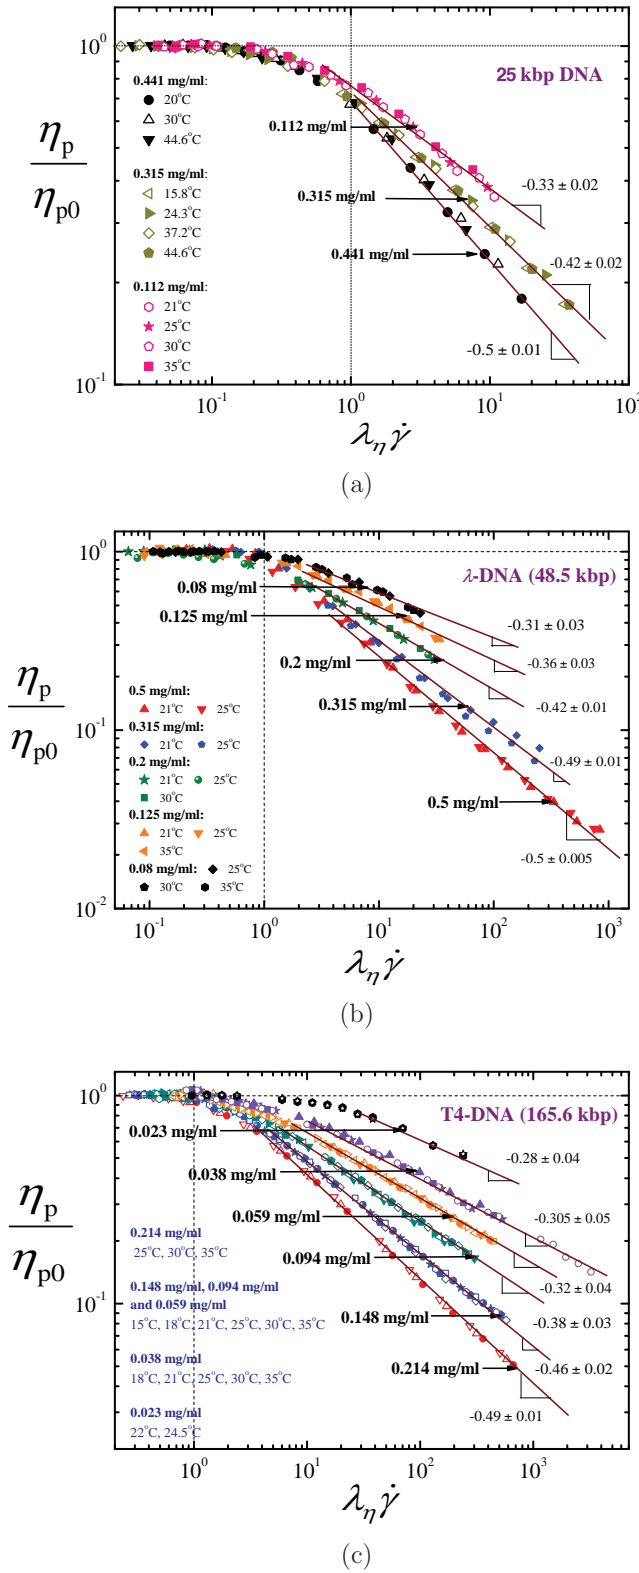 10^0
25 kbp DNA
0.441 mg/ml:
20°C
30°C
44.6°C
0.112 mg/ml
η_p
η_p0
0.315 mg/ml:
15.8°C
24.3°C
37.2°C
44.6°C
-0.33 ± 0.02
0.315 mg/ml
0.441 mg/ml
-0.42 ± 0.02
0.112 mg/ml:
21°C
25°C
30°C
35°C
-0.5 ± 0.01
10^-1
10^-1
10^0
10^1
10^2
λ_η γ̇
(a)
10^0
λ-DNA (48.5 kbp)
0.08 mg/ml
0.125 mg/ml
-0.31 ± 0.03
0.2 mg/ml
-0.36 ± 0.03
η_p
η_p0
0.5 mg/ml:
21°C 25°C
0.315 mg/ml:
21°C 25°C
0.2 mg/ml:
21°C 25°C
30°C
0.125 mg/ml:
21°C 25°C
35°C
0.08 mg/ml: 25°C
30°C 35°C
-0.42 ± 0.01
0.315 mg/ml
10^-1
-0.49 ± 0.01
0.5 mg/ml
-0.5 ± 0.005
10^-2
10^-1
10^0
10^1
10^2
10^3
λ_η γ̇
(b)
10^0
T4-DNA (165.6 kbp)
0.023 mg/ml
-0.28 ± 0.04
0.038 mg/ml
0.059 mg/ml
-0.305 ± 0.05
η_p
η_p0
0.214 mg/ml
25°C, 30°C, 35°C
0.094 mg/ml
-0.32 ± 0.04
0.148 mg/ml, 0.094 mg/ml
and 0.059 mg/ml
15°C, 18°C, 21°C, 25°C, 30°C, 35°C
10^-1
0.148 mg/ml
-0.38 ± 0.03
0.214 mg/ml
-0.46 ± 0.02
0.038 mg/ml
18°C, 21°C, 25°C, 30°C, 35°C
-0.49 ± 0.01
0.023 mg/ml
22°C, 24.5°C
10^0
10^1
10^2
10^3
λ_η γ̇
(c)